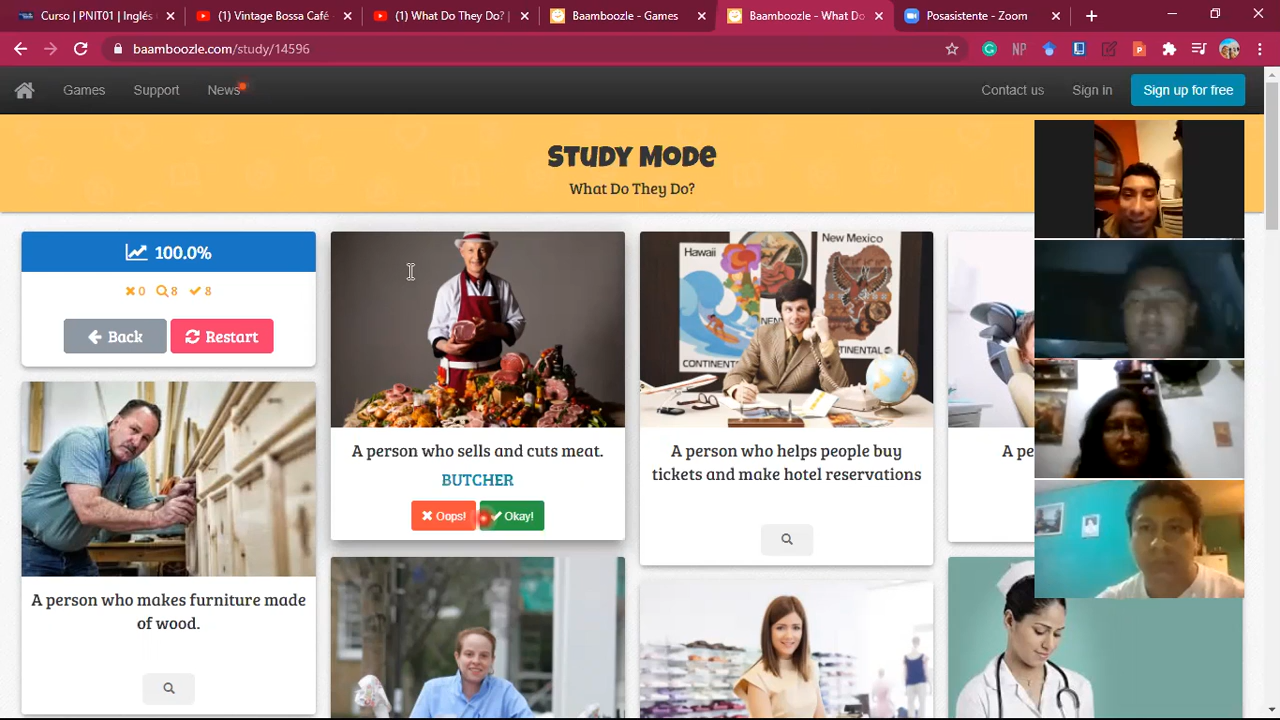 Curso | PNIT01 | Inglés
(1) Vintage Bossa Café
(1) What Do They Do? |
Baamboozle - Games
Baamboozle - What Do
Posasistente - Zoom
baamboozle.com/study/14596
NP
Games
Support
News
Contact us
Sign in
Sign up for free
Study Mode
What Do They Do?
100.0%
0
8
8
Back
Restart
A person who makes furniture made
of wood.
A person who sells and cuts meat.
BUTCHER
Oops!
Okay!
Hawaii
New Mexico
CONTINENTAL
A person who helps people buy
tickets and make hotel reservations